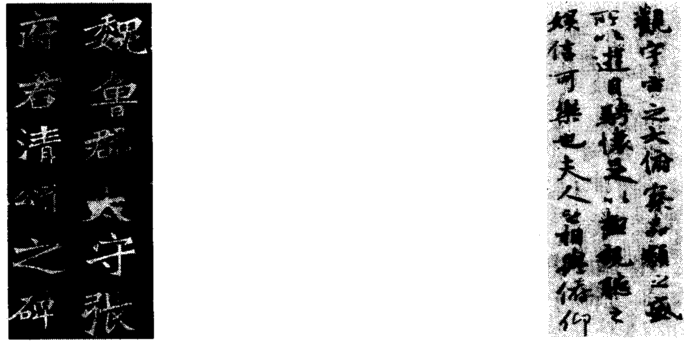 魏魯郡太守張
府君清頌之碑
觀宇宙之大俯察品類之盛
所以遊目騁懷足以極視聽之
娛信可樂也夫人之相與俯仰